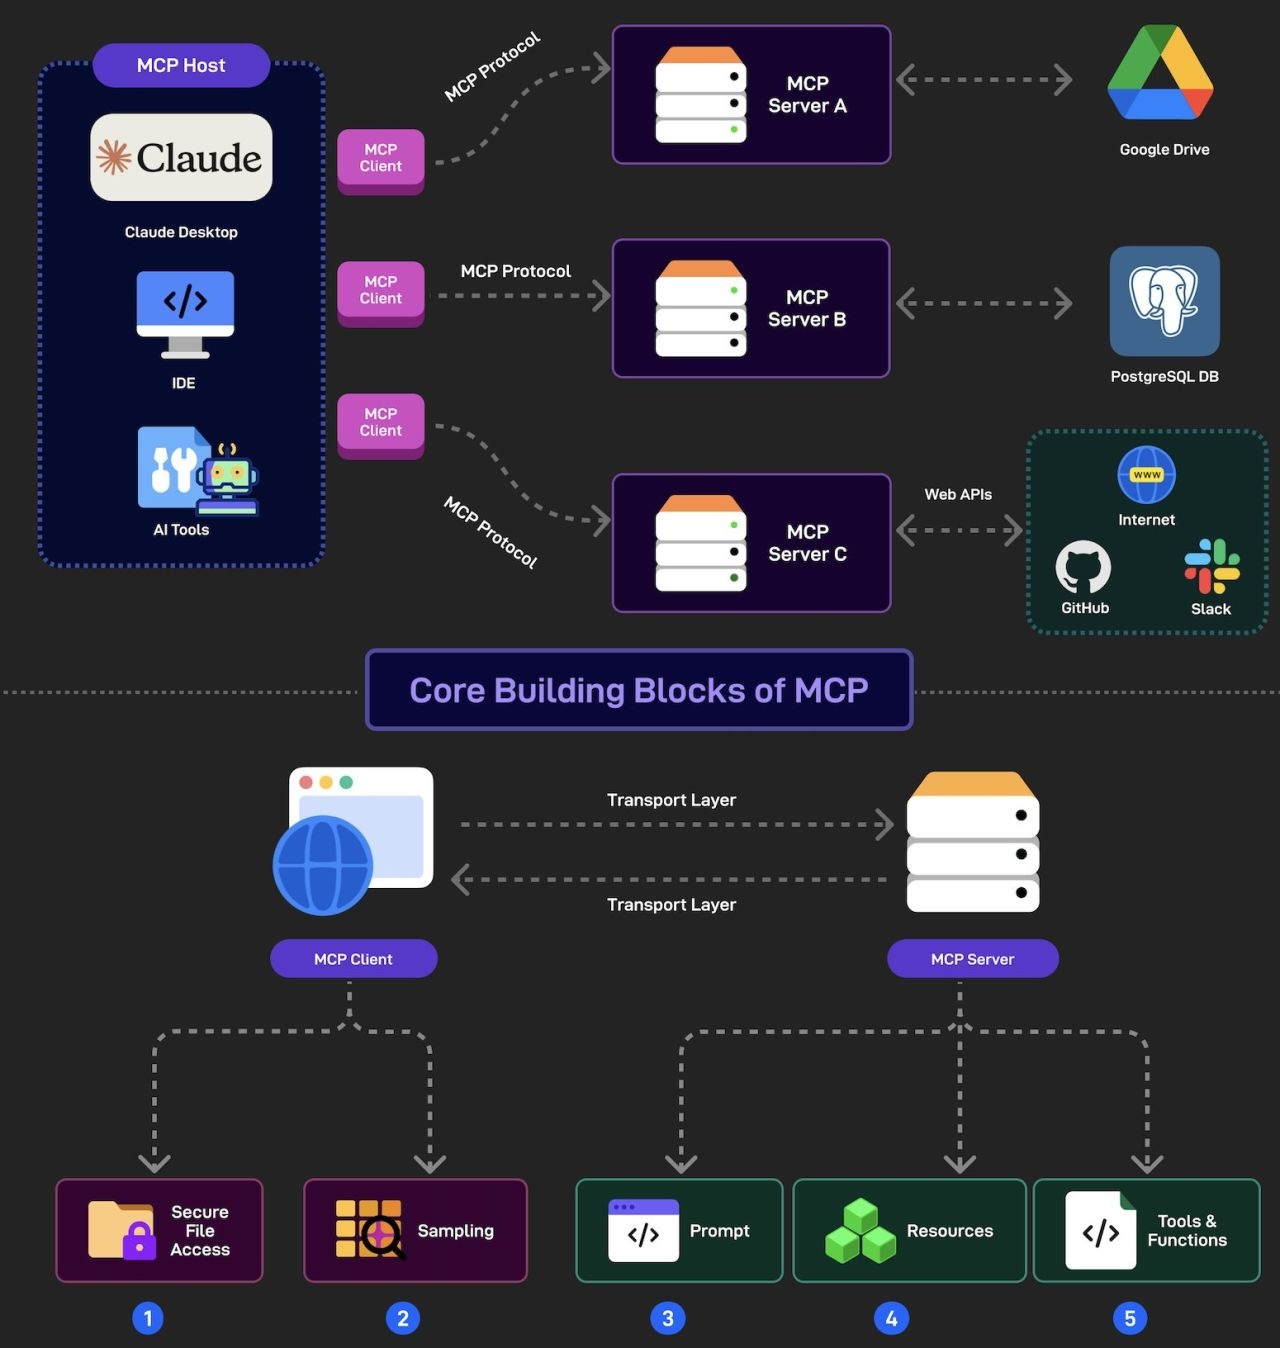 MCP Host
Claude
Claude Desktop
</>
IDE
AI Tools
MCP
Client
MCP
Client
MCP
Client
MCP Protocol
MCP Protocol
MCP Protocol
MCP
Server A
MCP
Server B
MCP
Server C
Google Drive
PostgreSQL DB
Web APIs
www
Internet
GitHub
Slack
Core Building Blocks of MCP
Transport Layer
Transport Layer
MCP Client
MCP Server
Secure
File
Access
Sampling
</>
Prompt
Resources
</>
Tools &
Functions
1
2
3
4
5